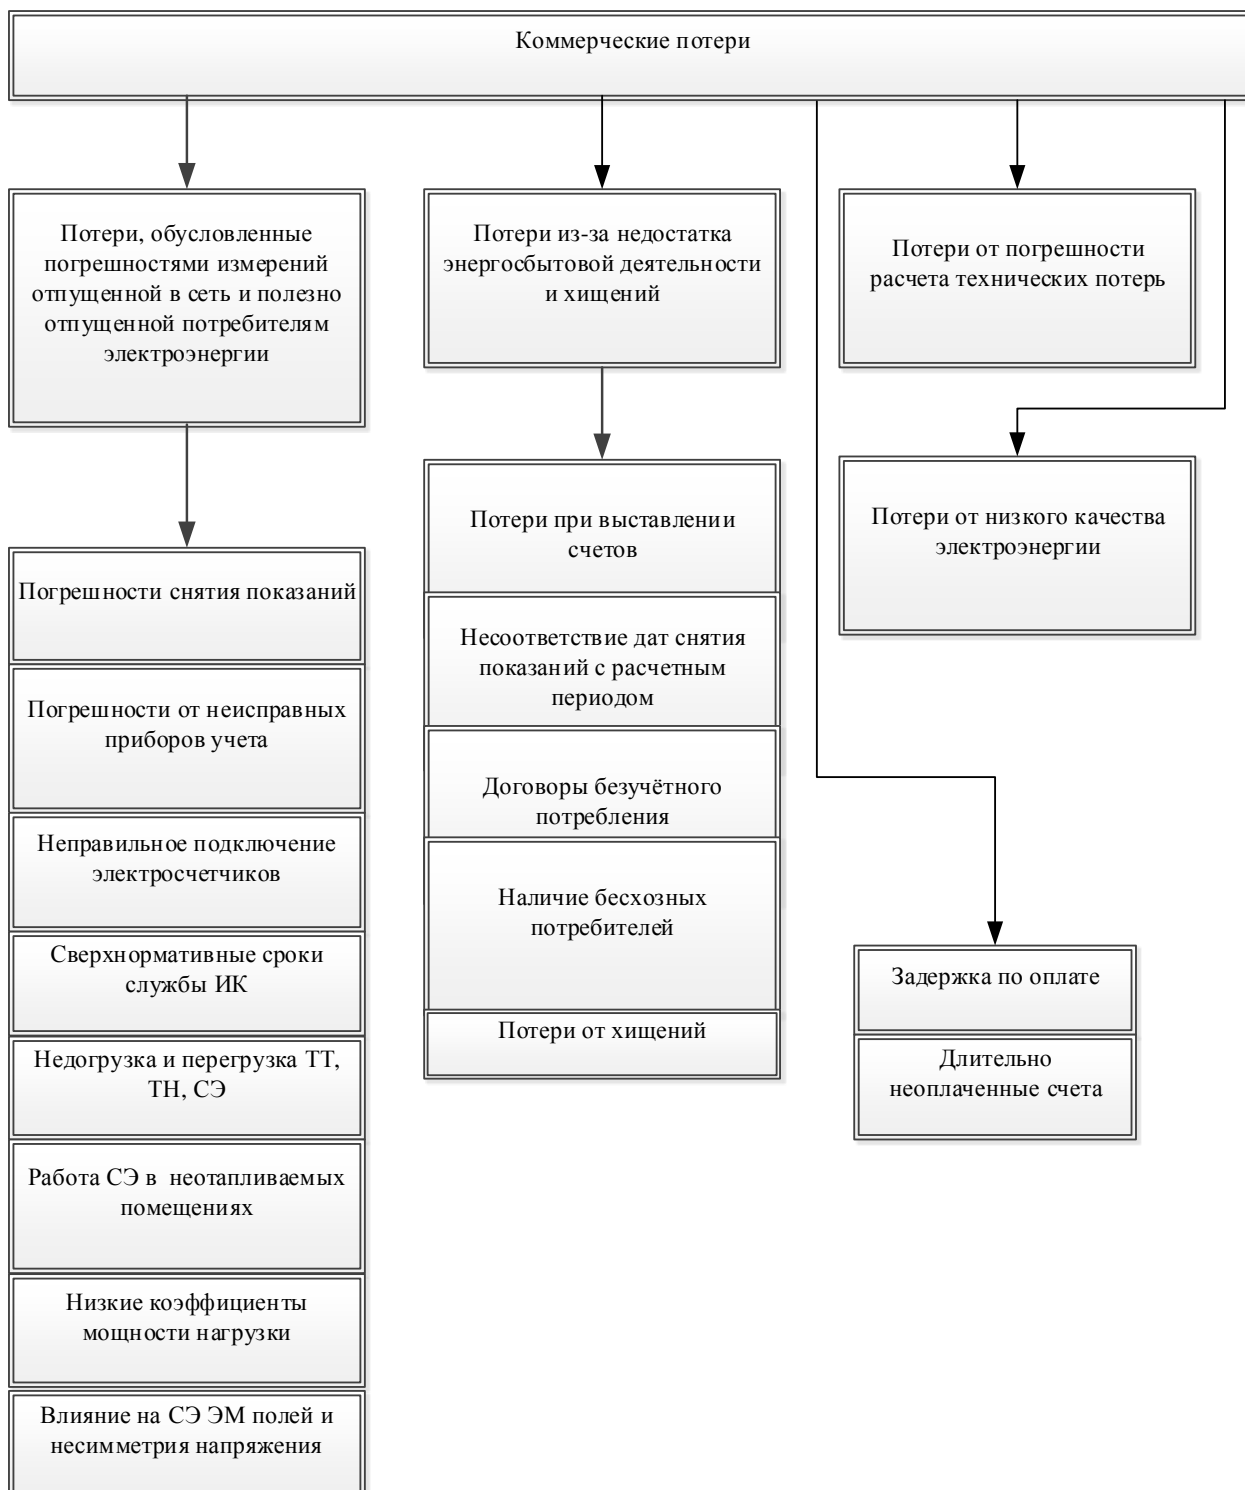 Коммерческие потери
Потери, обусловленные
погрешностями измерений
отпущенной в сеть и полезно
отпущенной потребителям
электроэнергии
Потери из-за недостатка
энергосбытовой деятельности
и хищений
Потери от погрешности
расчета технических потерь
Потери от низкого качества
электроэнергии
Погрешности снятия показаний
Погрешности от неисправных
приборов учета
Неправильное подключение
электросчетчиков
Сверхнормативные сроки
службы ИК
Недогрузка и перегрузка ТТ,
ТН, СЭ
Работа СЭ в  неотапливаемых
помещениях
Низкие коэффициенты
мощности нагрузки
Влияние на СЭ ЭМ полей и
несимметрия напряжения
Потери при выставлении
счетов
Несоответствие дат снятия
показаний с расчетным
периодом
Договоры безучётного
потребления
Наличие бесхозных
потребителей
Потери от хищений
Задержка по оплате
Длительно
неоплаченные счета